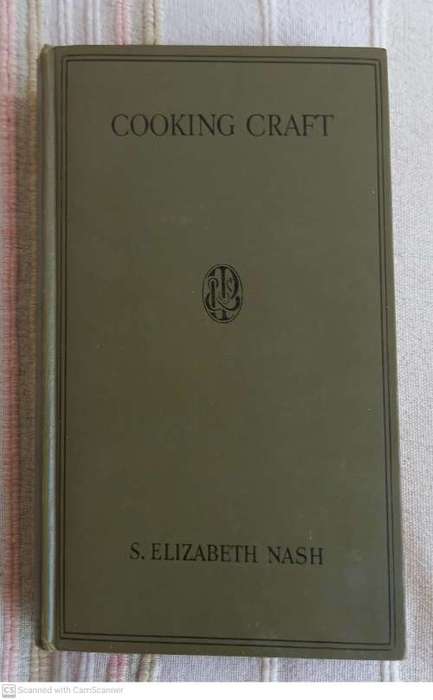 COOKING CRAFT
S. ELIZABETH NASH
CS Scanned with CamScanner